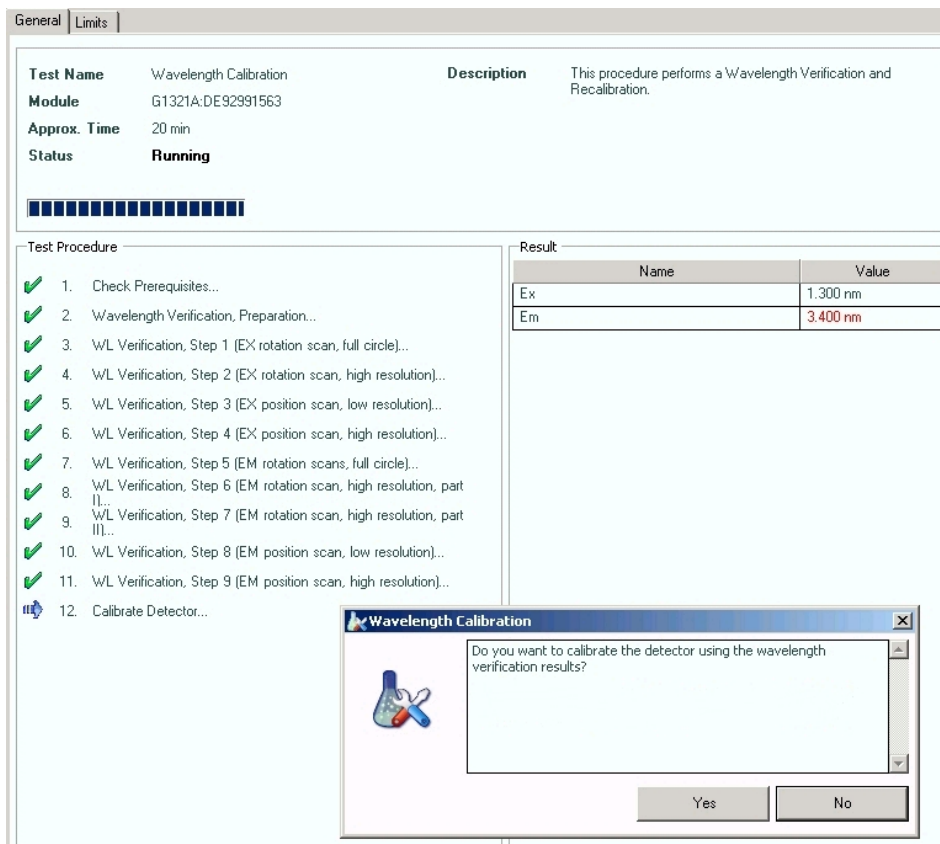 General
Limits
Test Name
Wavelength Calibration
Description
This procedure performs a Wavelength Verification and
Recalibration.
Module
G1321A:DE92991563
Approx. Time
20 min
Status
Running
Test Procedure
1. Check Prerequisites...
2. Wavelength Verification, Preparation...
3. WL Verification, Step 1 (EX rotation scan, full circle)...
4. WL Verification, Step 2 (EX rotation scan, high resolution)...
5. WL Verification, Step 3 (EX position scan, low resolution)...
6. WL Verification, Step 4 (EX position scan, high resolution)...
7. WL Verification, Step 5 (EM rotation scans, full circle)...
8. WL Verification, Step 6 (EM rotation scan, high resolution, part
I)...
9. WL Verification, Step 7 (EM rotation scan, high resolution, part
II)...
10. WL Verification, Step 8 (EM position scan, low resolution)...
11. WL Verification, Step 9 (EM position scan, high resolution)...
12. Calibrate Detector...
Result
Name
Value
Ex
1.300 nm
Em
3.400 nm
Wavelength Calibration
Do you want to calibrate the detector using the wavelength
verification results?
Yes
No